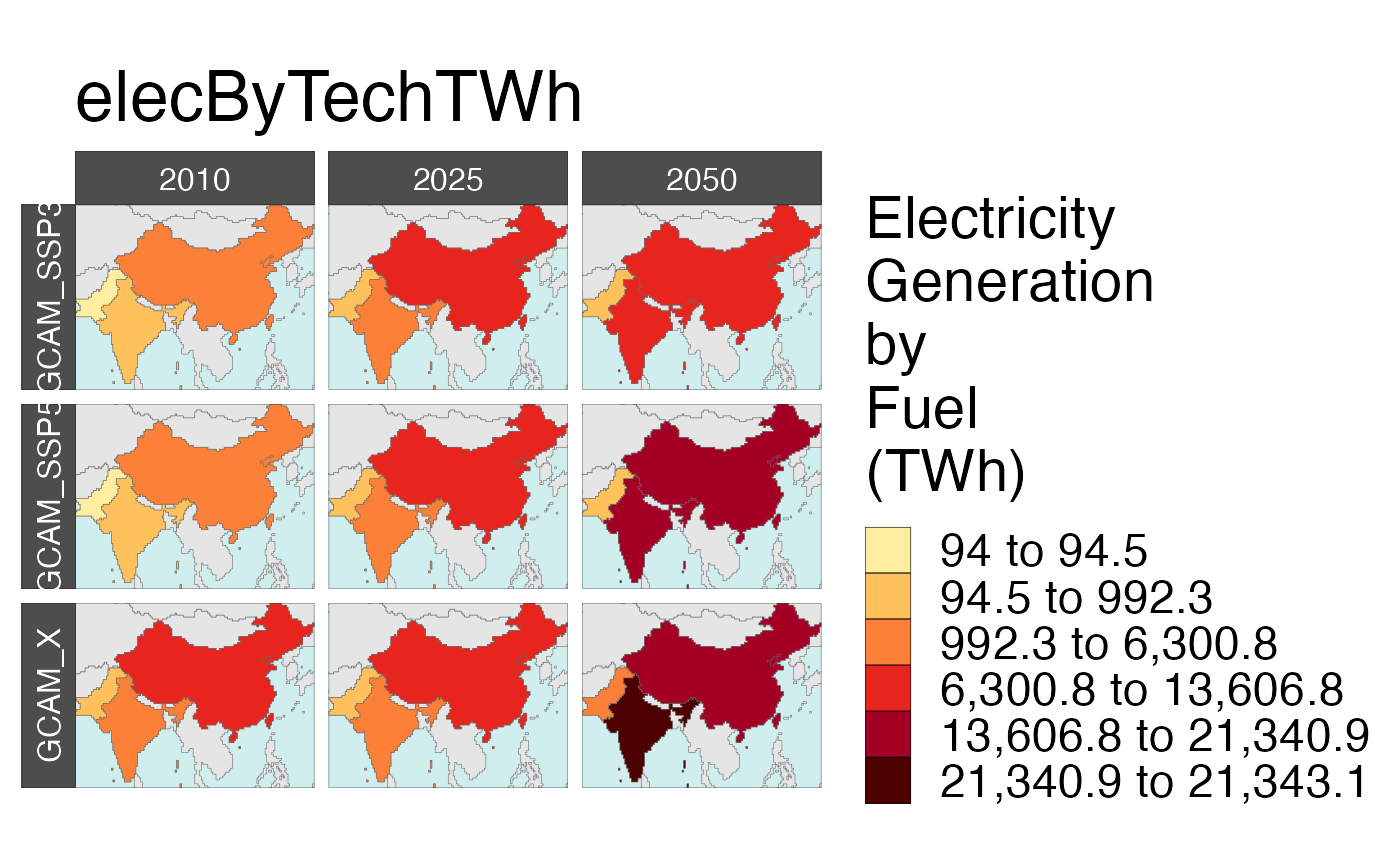 elecByTechTWh
2010
2025
2050
GCAM_SSP3
GCAM_SSP5
GCAM_X
Electricity
Generation
by
Fuel
(TWh)
94 to 94.5
94.5 to 992.3
992.3 to 6,300.8
6,300.8 to 13,606.8
13,606.8 to 21,340.9
21,340.9 to 21,343.1